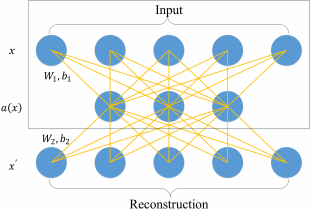 Input
x
W₁, b₁
a(x)
W₂, b₂
x′
Reconstruction